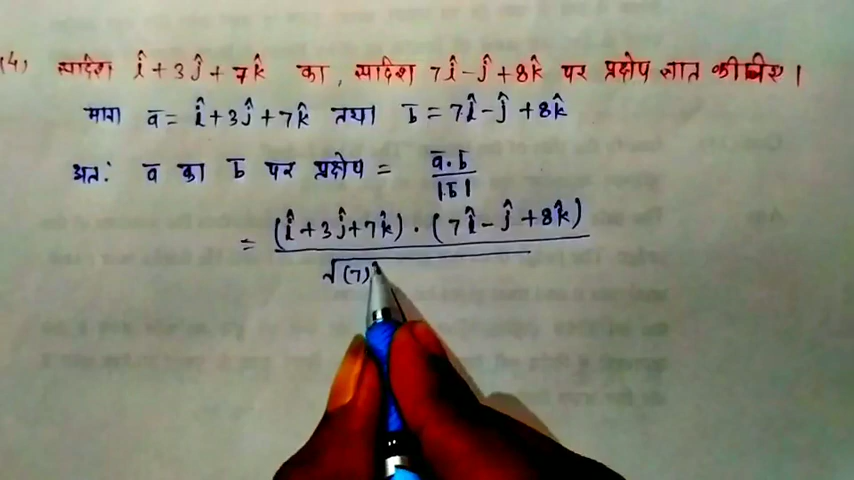 (4) सदिश î + 3ĵ + 7k̂ का, सदिश 7î - ĵ + 8k̂ पर प्रक्षेप ज्ञात कीजिए।
माना a̅ = î + 3ĵ + 7k̂ तथा b̅ = 7î - ĵ + 8k̂
अतः a̅ का b̅ पर प्रक्षेप = a̅·b̅ / |b̅|
= (î + 3ĵ + 7k̂) · (7î - ĵ + 8k̂)
√(7)²